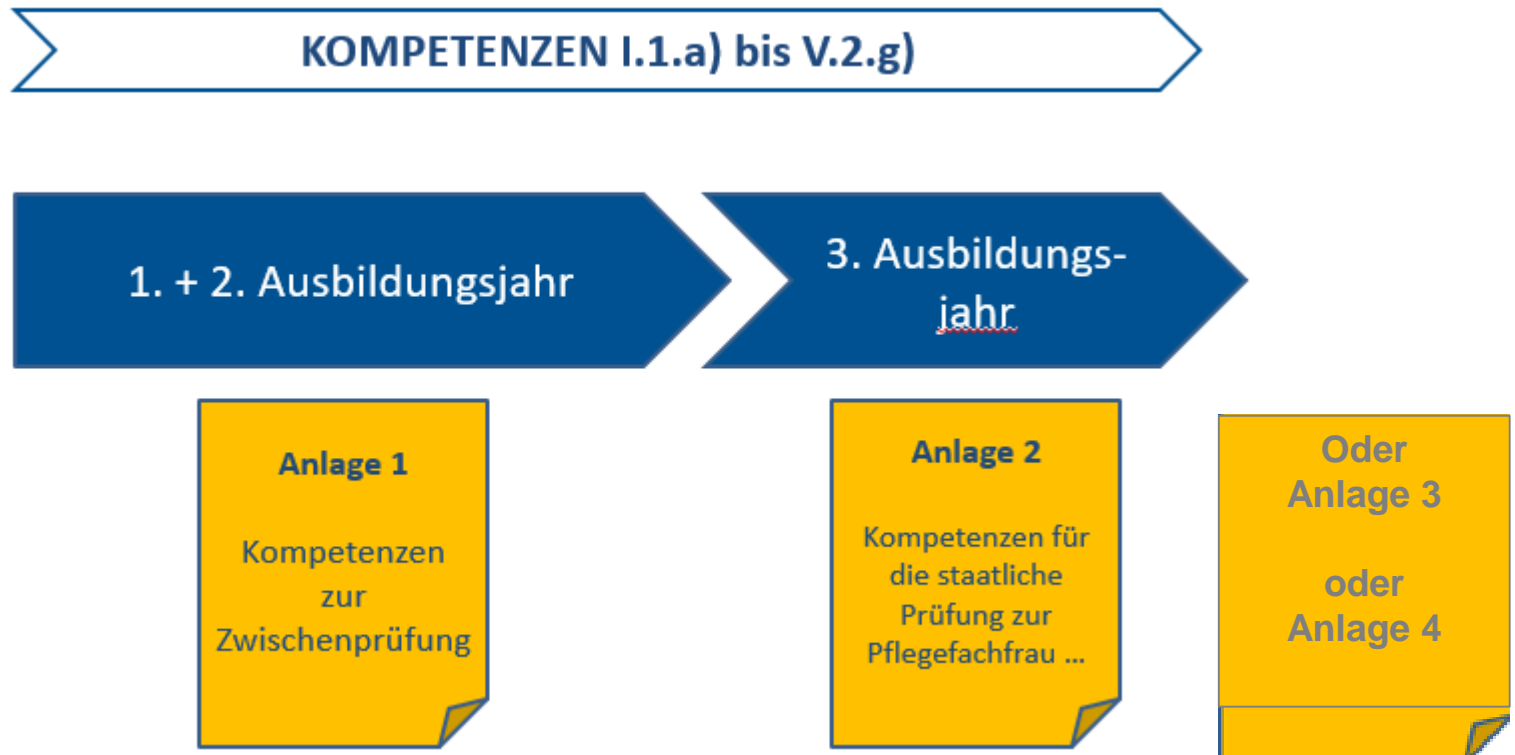 KOMPETENZEN I.1.a) bis V.2.g)
1. + 2. Ausbildungsjahr
3. Ausbildungs-
jahr
Anlage 1
Kompetenzen
zur
Zwischenprüfung
Anlage 2
Kompetenzen für
die staatliche
Prüfung zur
Pflegefachfrau ...
Oder
Anlage 3
oder
Anlage 4